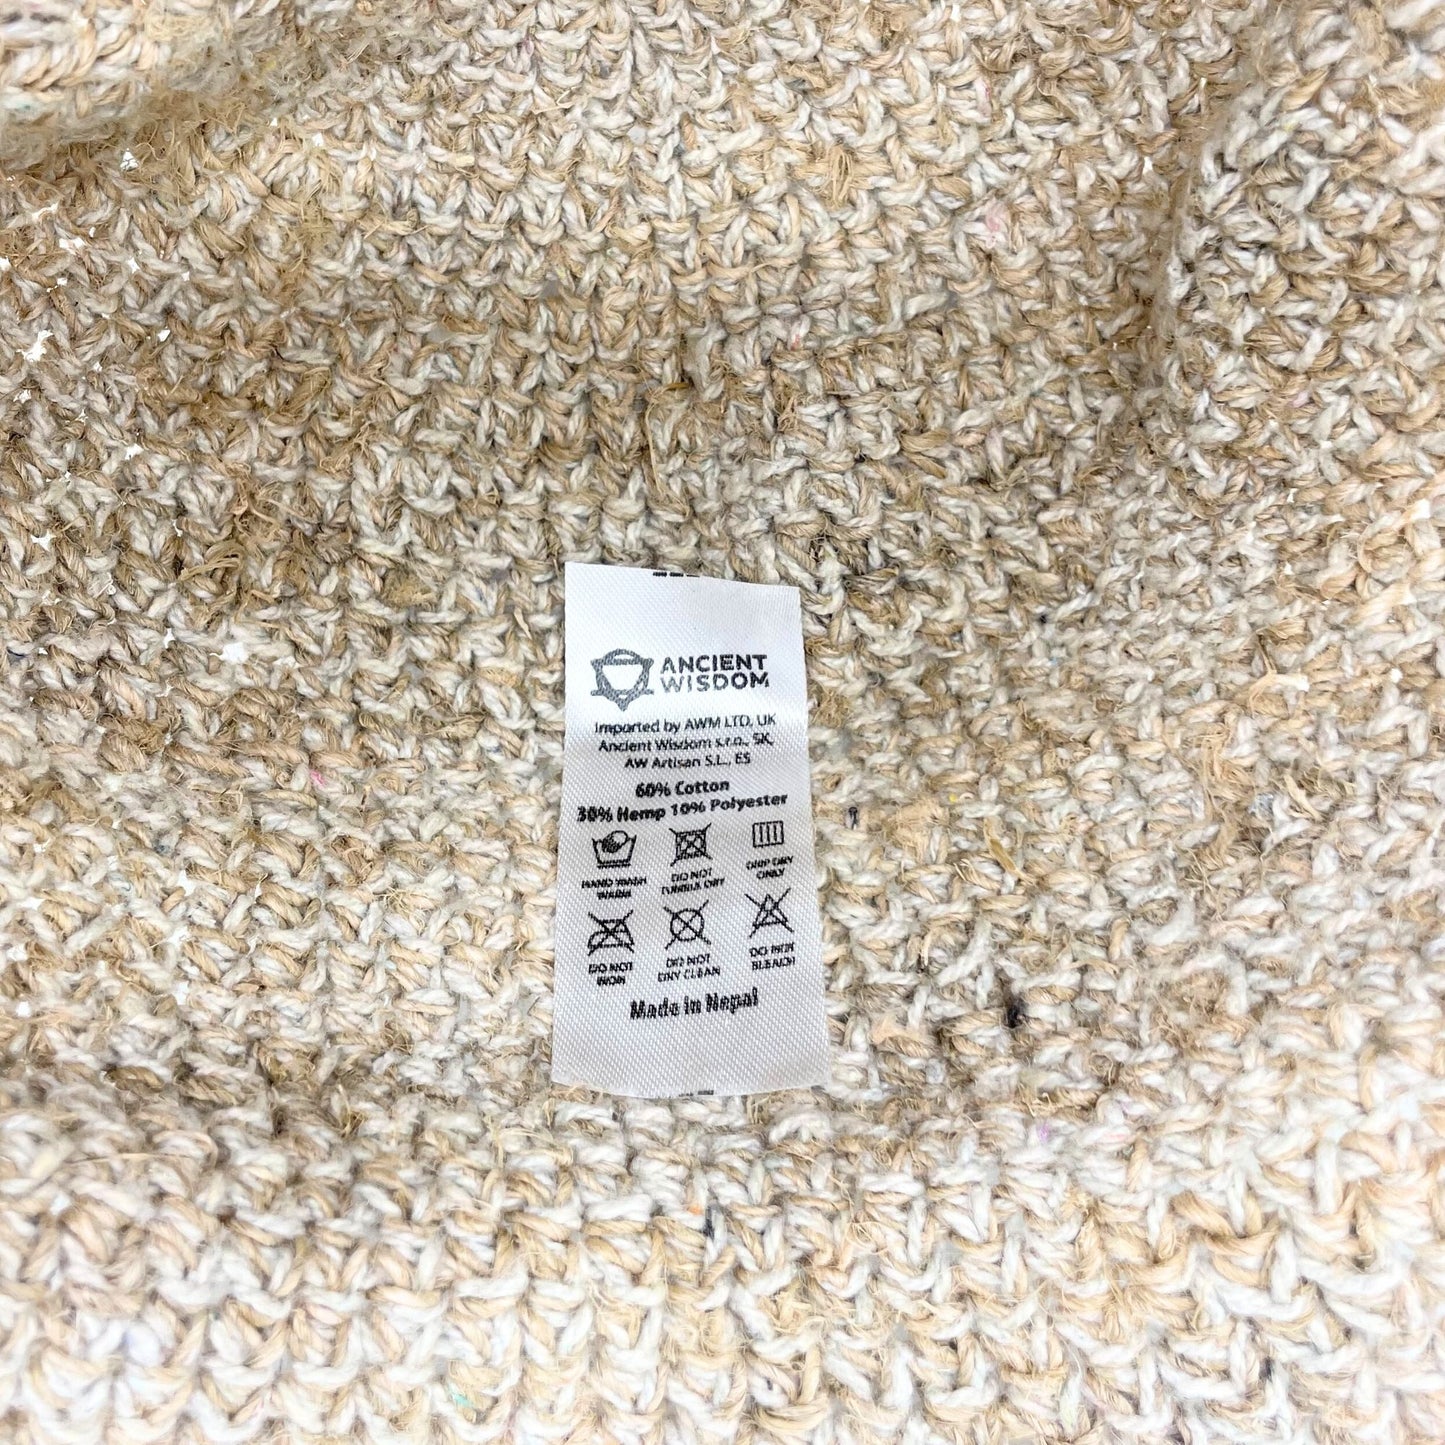 ANCIENT
WISDOM
Imported by AWM LTD, UK
Ancient Wisdom s.r.o., SK,
AW Artisan S.L., ES
60% Cotton
30% Hemp 10% Polyester
HAND WASH
WARM
DO NOT
TUMBLE DRY
DRIP DRY
ONLY
DO NOT
IRON
DO NOT
DRY CLEAN
DO NOT
BLEACH
Made in Nepal